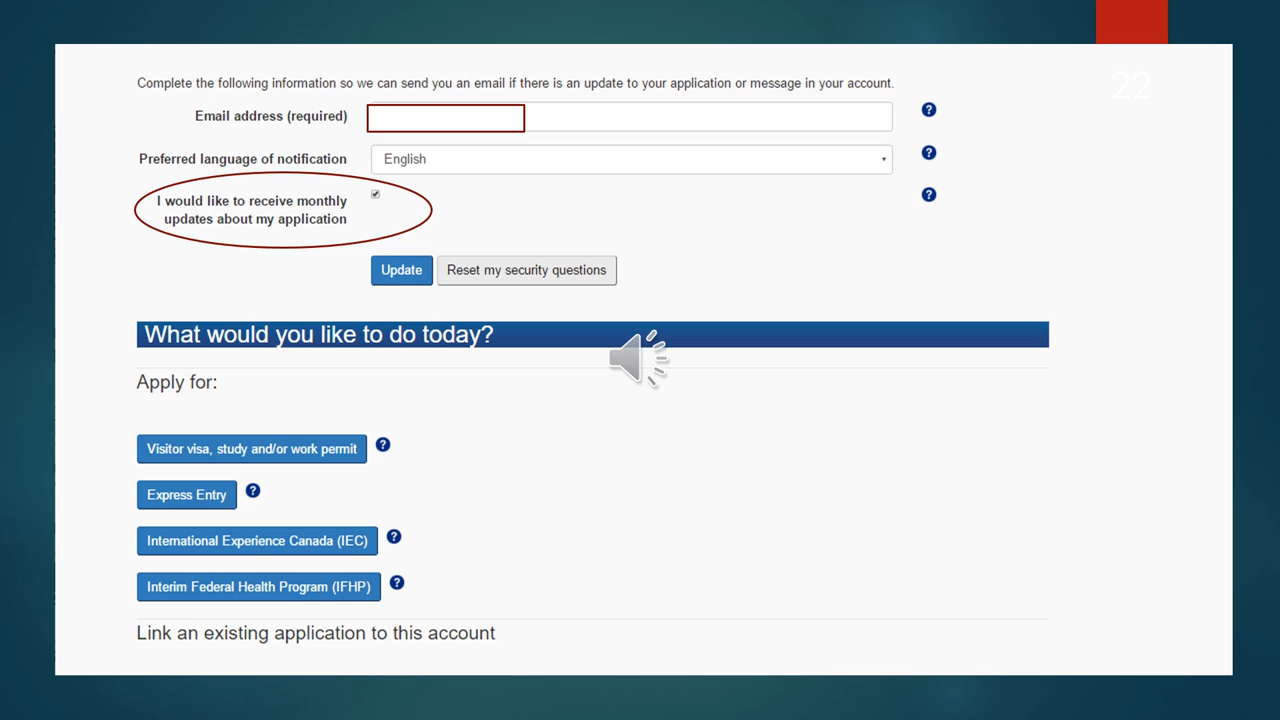 22
Complete the following information so we can send you an email if there is an update to your application or message in your account.
Email address (required)
?
Preferred language of notification English ?
I would like to receive monthly
updates about my application
?
Update Reset my security questions
What would you like to do today?
Apply for:
Visitor visa, study and/or work permit ?
Express Entry ?
International Experience Canada (IEC) ?
Interim Federal Health Program (IFHP) ?
Link an existing application to this account